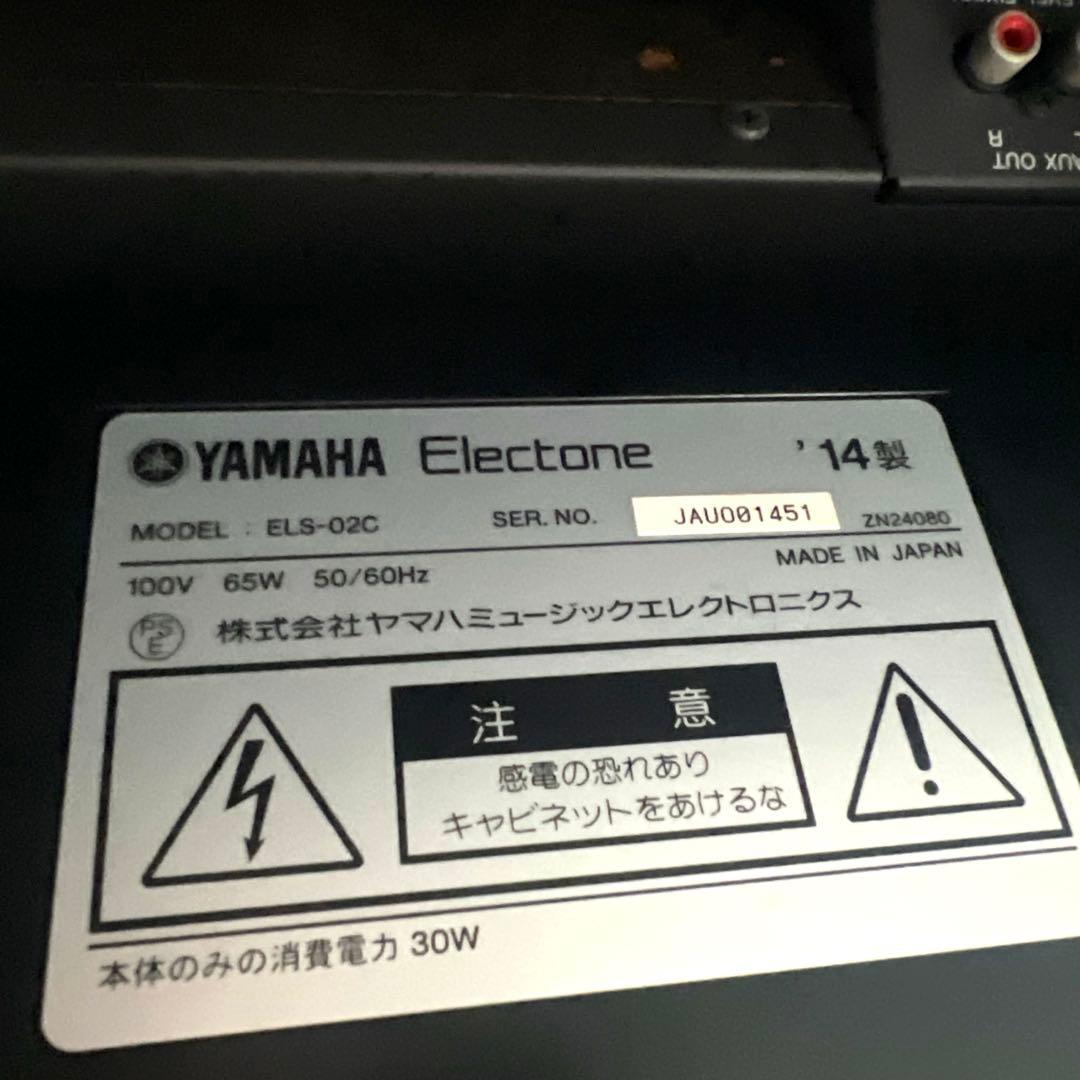 R
AUX OUT
YAMAHA Electone '14製
MODEL : ELS-02C SER. NO. JAU001451 ZN24080
100V 65W 50/60Hz MADE IN JAPAN
PSE 株式会社ヤマハミュージックエレクトロニクス
注 意
感電の恐れあり
キャビネットをあけるな
本体のみの消費電力 30W